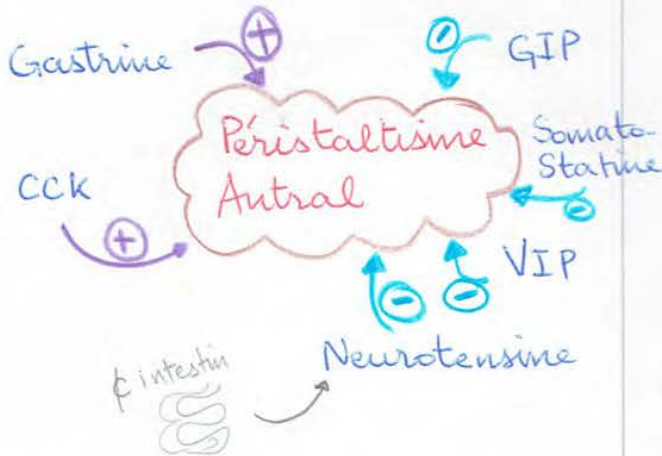 Gastrine
+
-
GIP
Péristaltisme
Antral
Somato-
Statine
-
CCK
+
VIP
-
-
Neurotensine
¢ intestin